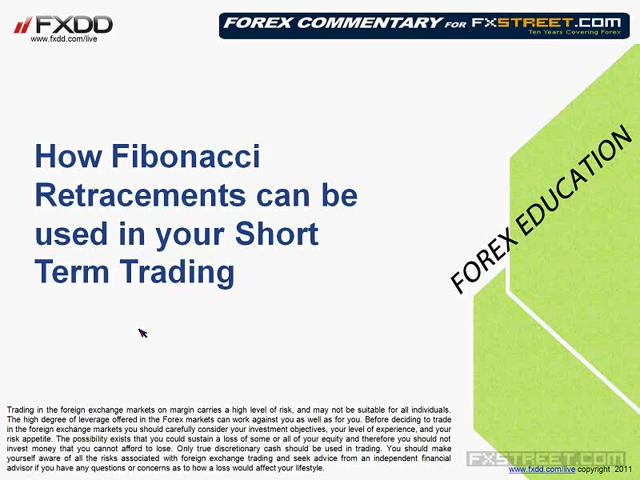 FXDD
www.fxdd.com/live
FOREX COMMENTARY FOR FXSTREET.COM
Ten Years Covering Forex
How Fibonacci
Retracements can be
used in your Short
Term Trading
FOREX EDUCATION
Trading in the foreign exchange markets on margin carries a high level of risk, and may not be suitable for all individuals.
The high degree of leverage offered in the Forex markets can work against you as well as for you. Before deciding to trade
in the foreign exchange markets you should carefully consider your investment objectives, your level of experience, and your
risk appetite. The possibility exists that you could sustain a loss of some or all of your equity and therefore you should not
invest money that you cannot afford to lose. Only true discretionary cash should be used in trading. You should make
yourself aware of all the risks associated with foreign exchange trading and seek advice from an independent financial
advisor if you have any questions or concerns as to how a loss would affect your lifestyle.
FXSTREET.COM
www.fxdd.com/live copyright 2011